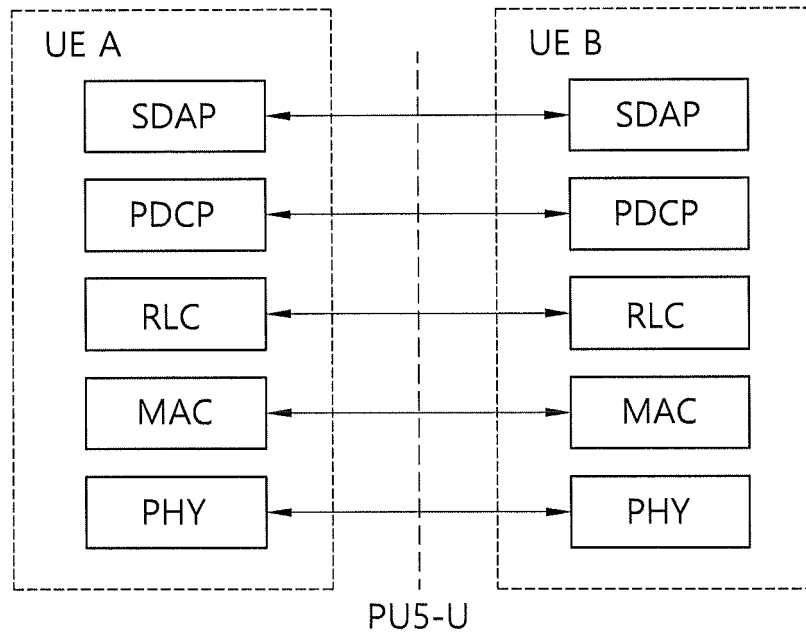 UE A
UE B
SDAP
SDAP
PDCP
PDCP
RLC
RLC
MAC
MAC
PHY
PHY
PU5-U